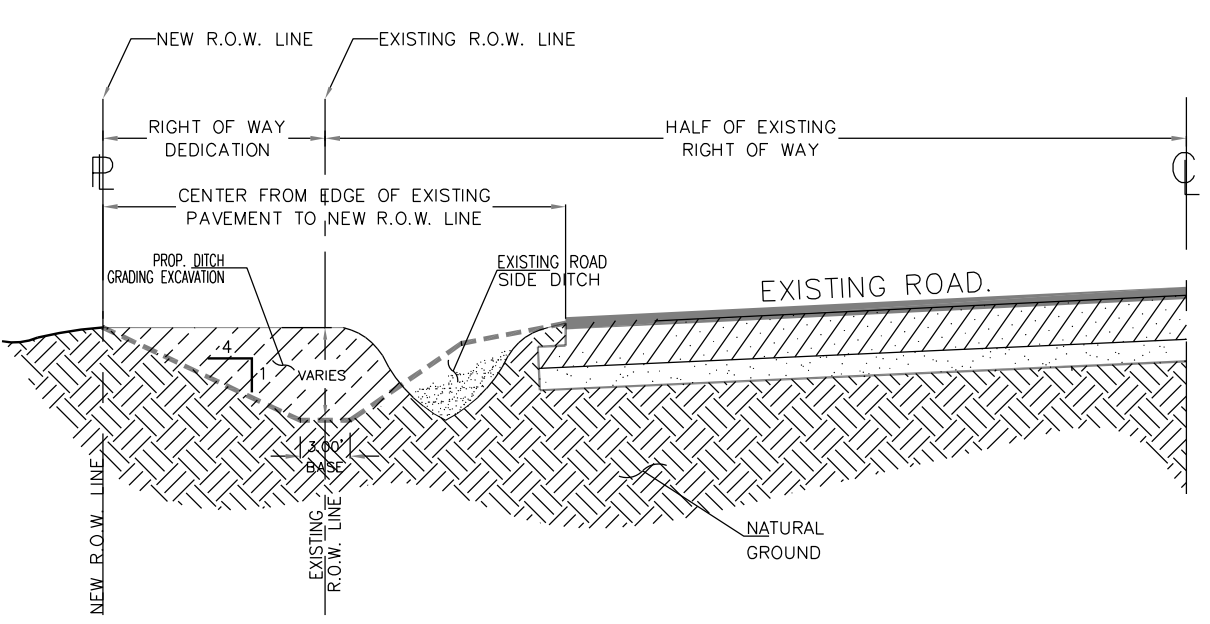 NEW R.O.W. LINE
EXISTING R.O.W. LINE
RIGHT OF WAY
DEDICATION
HALF OF EXISTING
RIGHT OF WAY
PL
CL
CENTER FROM EDGE OF EXISTING
PAVEMENT TO NEW R.O.W. LINE
PROP. DITCH
GRADING EXCAVATION
EXISTING ROAD
SIDE DITCH
EXISTING ROAD.
4
1
VARIES
3.00'
BASE
NEW R.O.W. LINE
EXISTING
R.O.W. LINE
NATURAL
GROUND